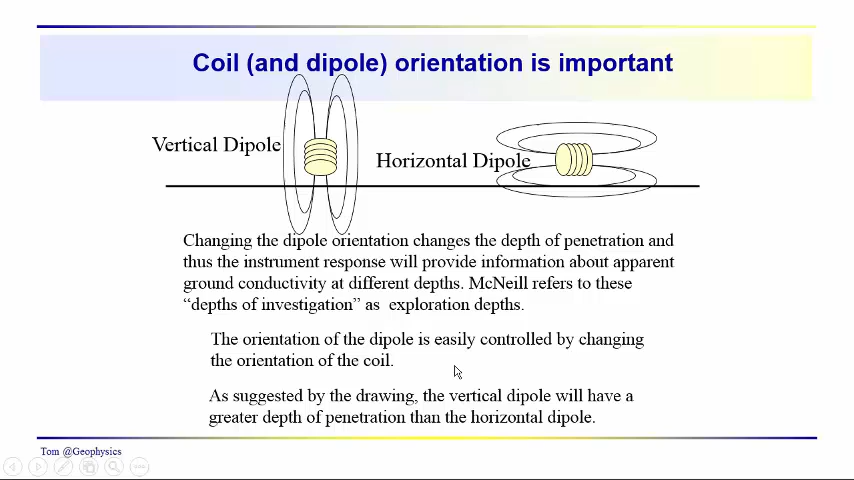 Coil (and dipole) orientation is important
Vertical Dipole
Horizontal Dipole
Changing the dipole orientation changes the depth of penetration and
thus the instrument response will provide information about apparent
ground conductivity at different depths. McNeill refers to these
“depths of investigation” as exploration depths.
The orientation of the dipole is easily controlled by changing
the orientation of the coil.
As suggested by the drawing, the vertical dipole will have a
greater depth of penetration than the horizontal dipole.
Tom @Geophysics